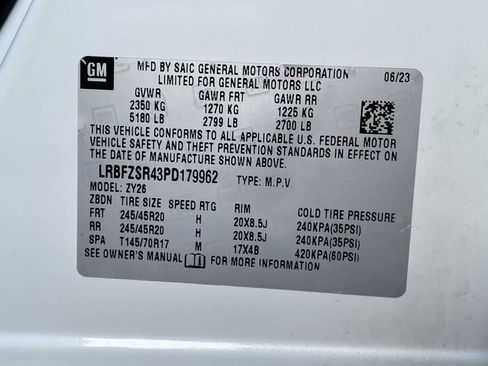 GM
MFD BY SAIC GENERAL MOTORS CORPORATION 06/23
LIMITED FOR GENERAL MOTORS LLC
GVWR GAWR FRT GAWR RR
2350 KG 1270 KG 1225 KG
5180 LB 2799 LB 2700 LB
THIS VEHICLE CONFORMS TO ALL APPLICABLE U.S. FEDERAL MOTOR
VEHICLE SAFETY AND THEFT PREVENTION STANDARDS IN EFFECT ON
THE DATE OF MANUFACTURE SHOWN ABOVE.
LRBFZSR43PD179962 TYPE: M.P.V.
MODEL: ZY26
ZBDN TIRE SIZE SPEED RTG RIM COLD TIRE PRESSURE
FRT 245/45R20 H 20X8.5J 240KPA(35PSI)
RR 245/45R20 H 20X8.5J 240KPA(35PSI)
SPA T145/70R17 M 17X4B 420KPA(60PSI)
SEE OWNER'S MANUAL FOR MORE INFORMATION